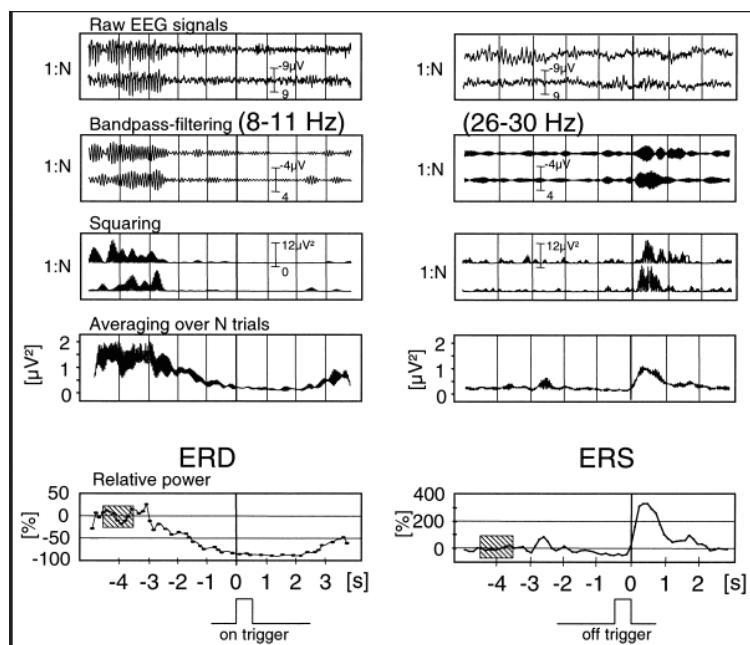 Raw EEG signals
1:N
-9µV
9
-9µV
9
1:N
Bandpass-filtering (8-11 Hz)
(26-30 Hz)
1:N
-4µV
4
-4µV
4
1:N
Squaring
1:N
12µV²
0
12µV²
1:N
Averaging over N trials
[µV²]
2
1
0
[µV²]
2
1
0
ERD
ERS
Relative power
[%]
50
0
-50
-100
[%]
400
200
0
-4 -3 -2 -1 0 1 2 3 [s]
-4 -3 -2 -1 0 1 2 [s]
on trigger
off trigger